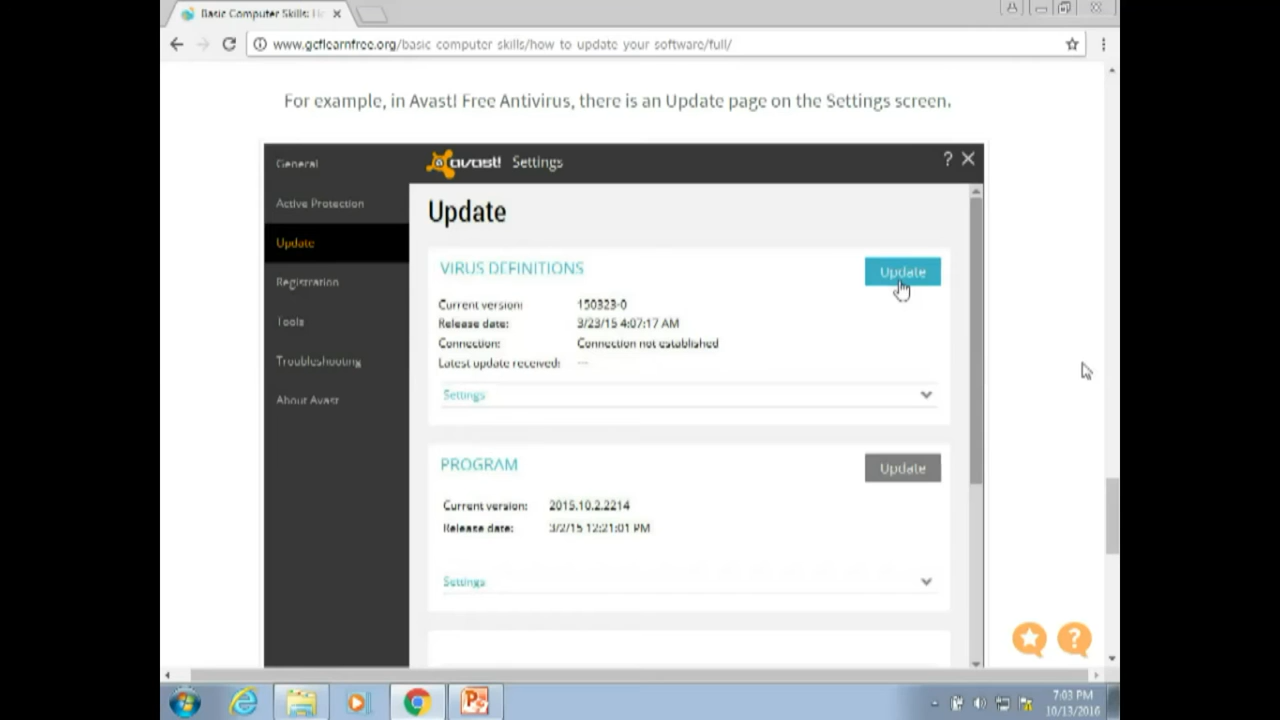 Basic Computer Skills: H
www.gcflearnfree.org/basic computer skills/how to update your software/full/
For example, in Avast! Free Antivirus, there is an Update page on the Settings screen.
avast! Settings ?
General
Active Protection
Update
Registration
Tools
Troubleshooting
About Avast
Update
VIRUS DEFINITIONS Update
Current version: 150323-0
Release date: 3/23/15 4:07:17 AM
Connection: Connection not established
Latest update received: ---
Settings
PROGRAM Update
Current version: 2015.10.2.2214
Release date: 3/2/15 12:21:01 PM
Settings
?
7:03 PM
10/13/2016